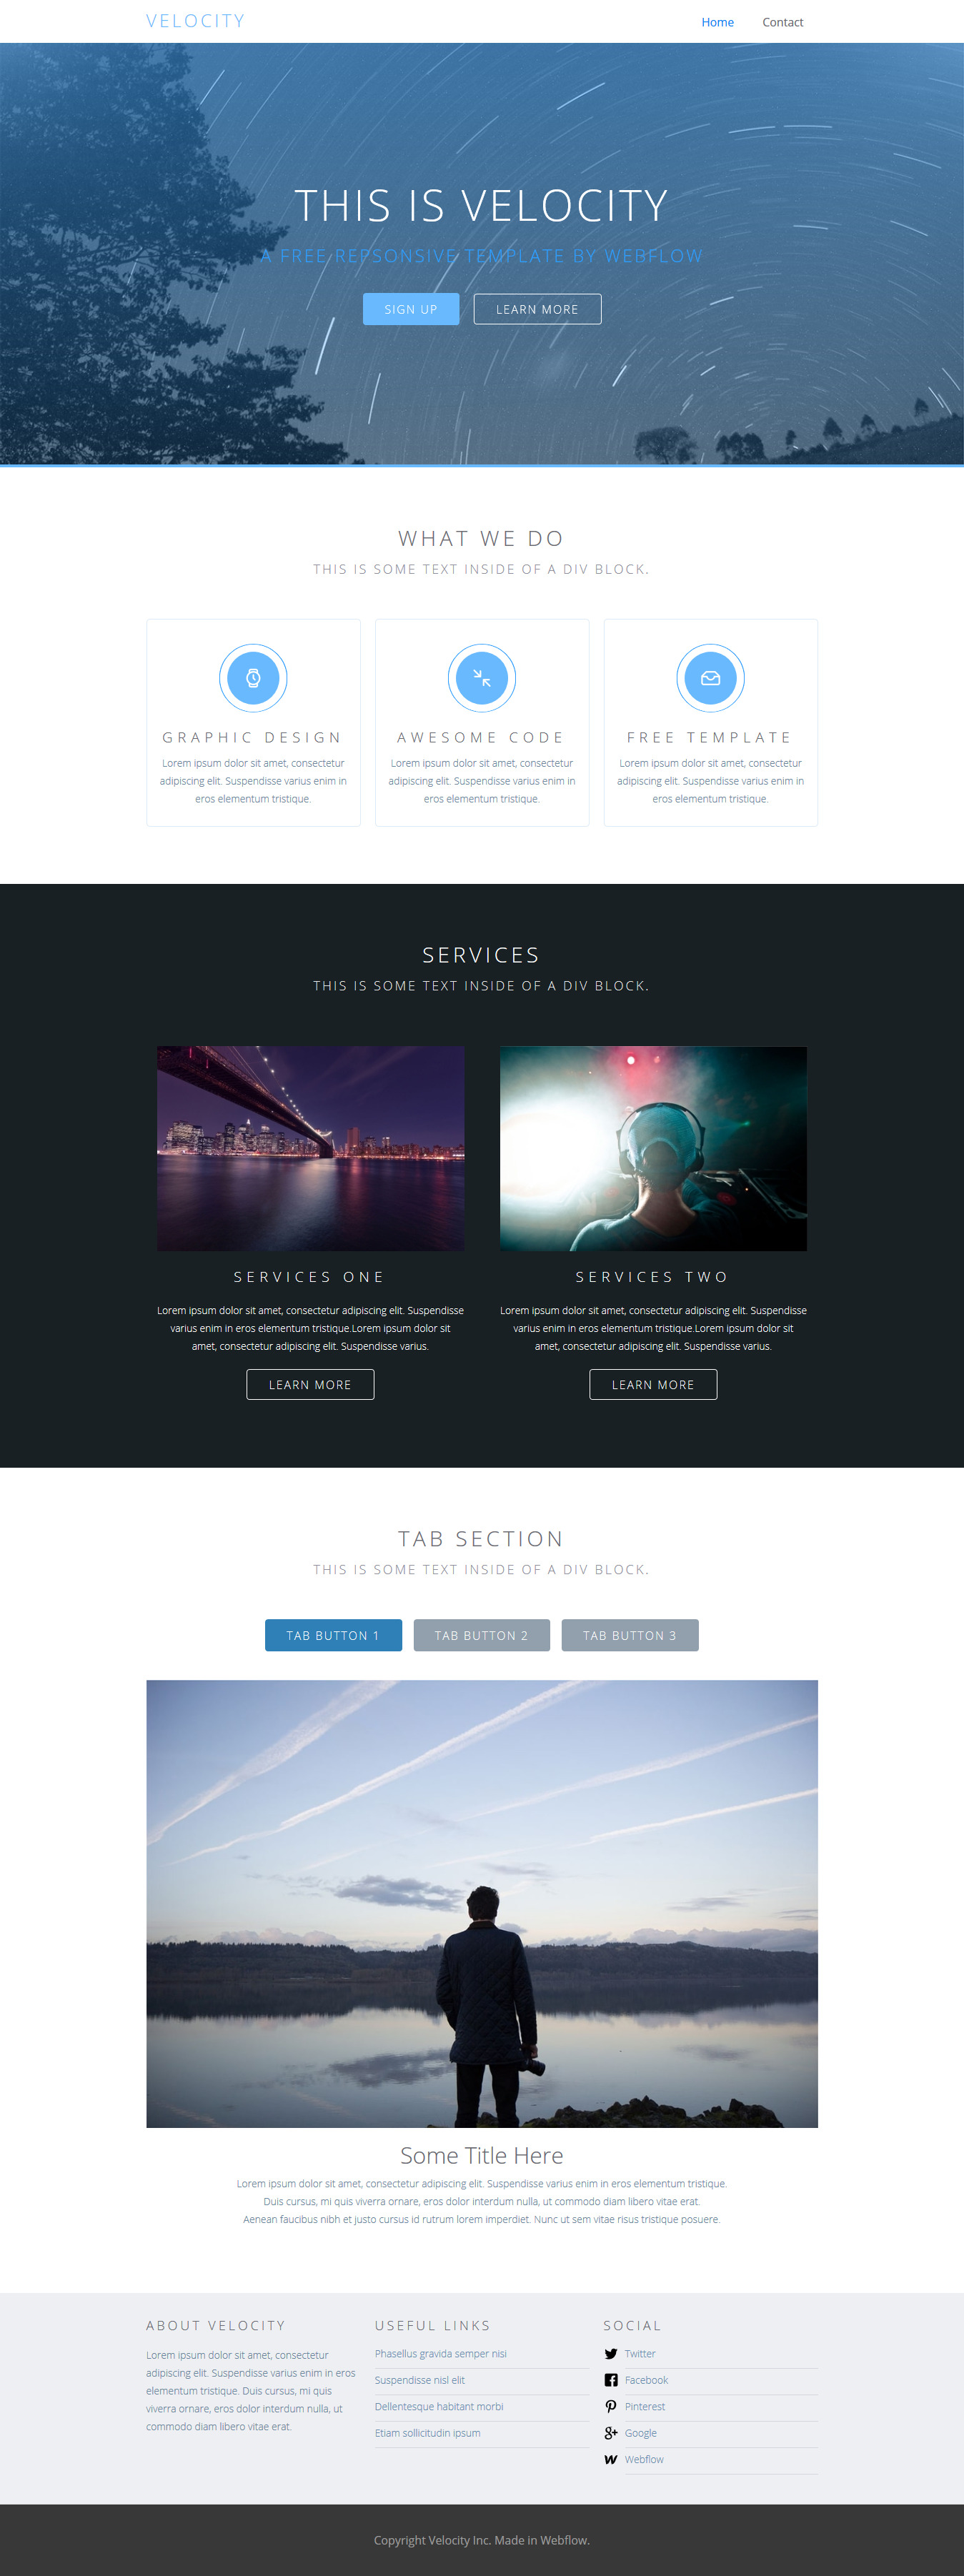 VELOCITY
Home Contact
THIS IS VELOCITY
A FREE REPSONSIVE TEMPLATE BY WEBFLOW
SIGN UP LEARN MORE
WHAT WE DO
THIS IS SOME TEXT INSIDE OF A DIV BLOCK.
GRAPHIC DESIGN
Lorem ipsum dolor sit amet, consectetur
adipiscing elit. Suspendisse varius enim in
eros elementum tristique.
AWESOME CODE
Lorem ipsum dolor sit amet, consectetur
adipiscing elit. Suspendisse varius enim in
eros elementum tristique.
FREE TEMPLATE
Lorem ipsum dolor sit amet, consectetur
adipiscing elit. Suspendisse varius enim in
eros elementum tristique.
SERVICES
THIS IS SOME TEXT INSIDE OF A DIV BLOCK.
SERVICES ONE
Lorem ipsum dolor sit amet, consectetur adipiscing elit. Suspendisse
varius enim in eros elementum tristique.Lorem ipsum dolor sit
amet, consectetur adipiscing elit. Suspendisse varius.
LEARN MORE
SERVICES TWO
Lorem ipsum dolor sit amet, consectetur adipiscing elit. Suspendisse
varius enim in eros elementum tristique.Lorem ipsum dolor sit
amet, consectetur adipiscing elit. Suspendisse varius.
LEARN MORE
TAB SECTION
THIS IS SOME TEXT INSIDE OF A DIV BLOCK.
TAB BUTTON 1 TAB BUTTON 2 TAB BUTTON 3
Some Title Here
Lorem ipsum dolor sit amet, consectetur adipiscing elit. Suspendisse varius enim in eros elementum tristique.
Duis cursus, mi quis viverra ornare, eros dolor interdum nulla, ut commodo diam libero vitae erat.
Aenean faucibus nibh et justo cursus id rutrum lorem imperdiet. Nunc ut sem vitae risus tristique posuere.
ABOUT VELOCITY
Lorem ipsum dolor sit amet, consectetur
adipiscing elit. Suspendisse varius enim in eros
elementum tristique. Duis cursus, mi quis
viverra ornare, eros dolor interdum nulla, ut
commodo diam libero vitae erat.
USEFUL LINKS
Phasellus gravida semper nisi
Suspendisse nisl elit
Dellentesque habitant morbi
Etiam sollicitudin ipsum
SOCIAL
Twitter
Facebook
Pinterest
Google
Webflow
Copyright Velocity Inc. Made in Webflow.